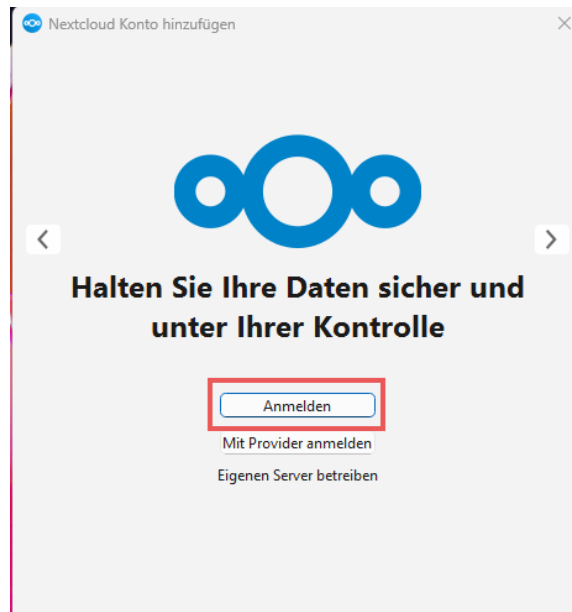 Nextcloud Konto hinzufügen
Halten Sie Ihre Daten sicher und
unter Ihrer Kontrolle
Anmelden
Mit Provider anmelden
Eigenen Server betreiben